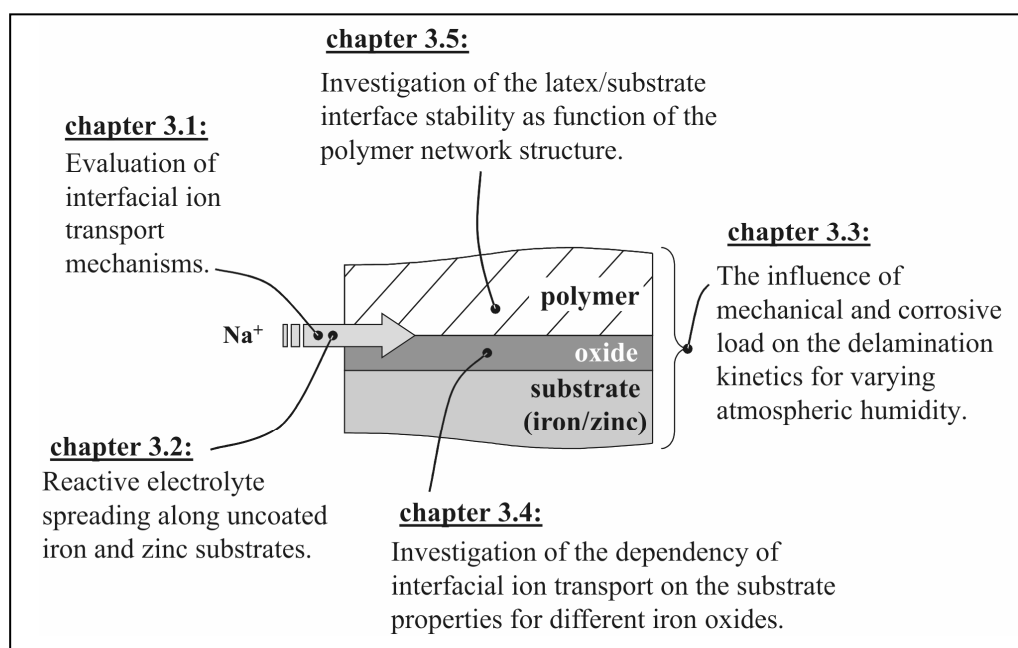 chapter 3.5:
Investigation of the latex/substrate
interface stability as function of the
polymer network structure.
chapter 3.1:
Evaluation of
interfacial ion
transport
mechanisms.
chapter 3.3:
The influence of
mechanical and corrosive
load on the delamination
kinetics for varying
atmospheric humidity.
polymer
Na⁺
oxide
substrate
(iron/zinc)
chapter 3.2:
Reactive electrolyte
spreading along uncoated
iron and zinc substrates.
chapter 3.4:
Investigation of the dependency of
interfacial ion transport on the substrate
properties for different iron oxides.